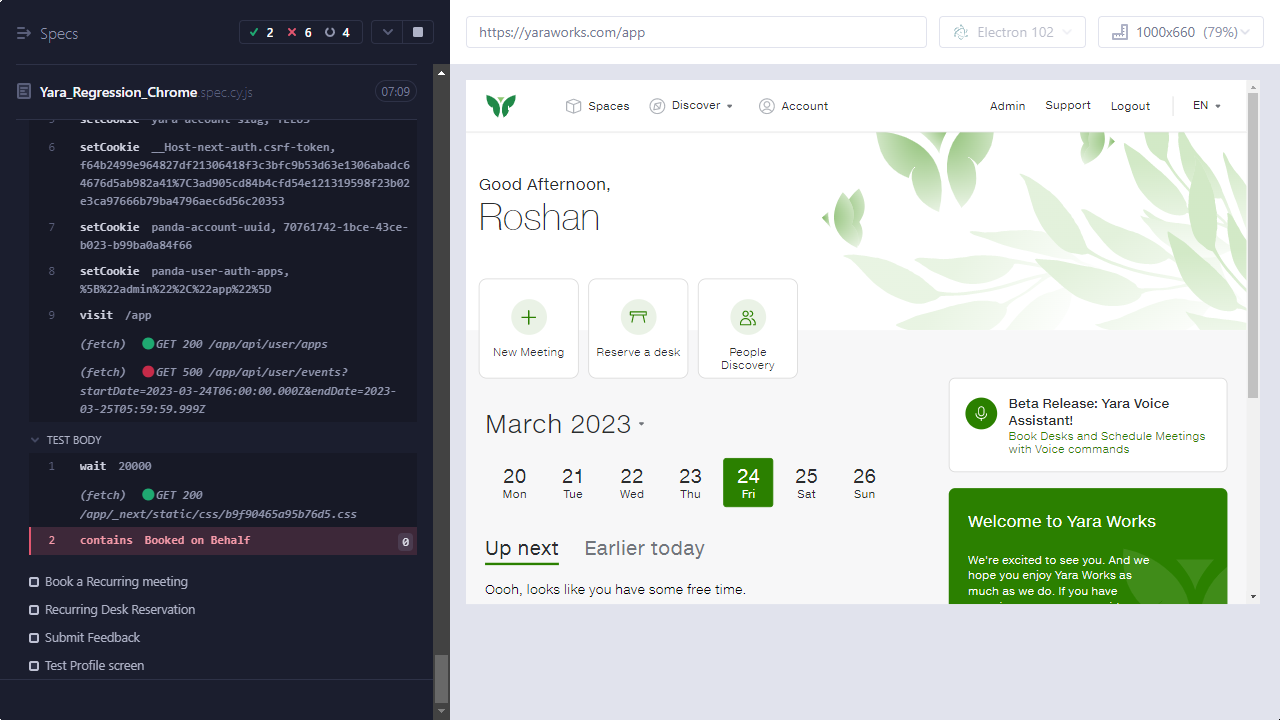 Specs
2
6
4
Yara_Regression_Chrome.spec.cy.js
07:09
5 setCookie yara-account-slug, TELUS
6 setCookie __Host-next-auth.csrf-token,
f64b2499e964827df21306418f3c3bfc9b53d63e1306abadc6
4676d5ab982a41%7C3ad905cd84b4cfd54e121319598f23b02
e3ca97666b79ba4796aec6d56c20353
7 setCookie panda-account-uuid, 70761742-1bce-43ce-
b023-b99ba0a84f66
8 setCookie panda-user-auth-apps,
%5B%22admin%22%2C%22app%22%5D
9 visit /app
(fetch) GET 200 /app/api/user/apps
(fetch) GET 500 /app/api/user/events?
startDate=2023-03-24T06:00:00.000Z&endDate=2023-
03-25T05:59:59.999Z
TEST BODY
1 wait 20000
(fetch) GET 200
/app/_next/static/css/b9f90465a95b76d5.css
2 contains Booked on Behalf 0
Book a Recurring meeting
Recurring Desk Reservation
Submit Feedback
Test Profile screen
https://yaraworks.com/app
Electron 102
1000x660 (79%)
Spaces
Discover
Account
Admin
Support
Logout
EN
Good Afternoon,
Roshan
New Meeting
Reserve a desk
People
Discovery
March 2023
20 21 22 23 24 25 26
Mon Tue Wed Thu Fri Sat Sun
Up next
Earlier today
Oooh, looks like you have some free time.
Beta Release: Yara Voice
Assistant!
Book Desks and Schedule Meetings
with Voice commands
Welcome to Yara Works
We're excited to see you. And we
hope you enjoy Yara Works as
much as we do. If you have